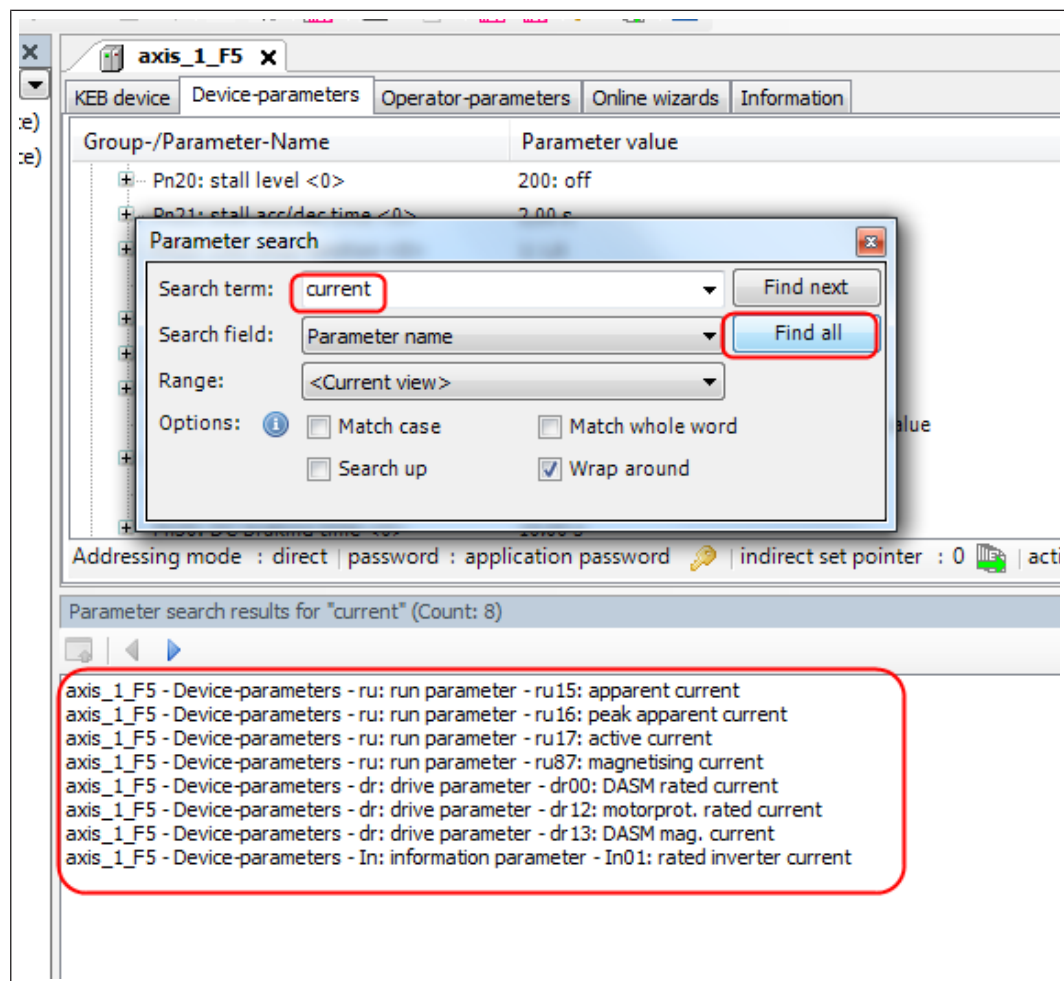 axis_1_F5
KEB device Device-parameters Operator-parameters Online wizards Information
:e)
:e)
Group-/Parameter-Name Parameter value
Pn20: stall level <0> 200: off
Pn21: stall acc/dec time <0> 2.00 s
Parameter search
Search term: current Find next
Search field: Parameter name Find all
Range: <Current view>
Options: Match case Match whole word
alue
Search up Wrap around
Addressing mode : direct | password : application password | indirect set pointer : 0 | acti
Parameter search results for "current" (Count: 8)
axis_1_F5 - Device-parameters - ru: run parameter - ru15: apparent current
axis_1_F5 - Device-parameters - ru: run parameter - ru16: peak apparent current
axis_1_F5 - Device-parameters - ru: run parameter - ru17: active current
axis_1_F5 - Device-parameters - ru: run parameter - ru87: magnetising current
axis_1_F5 - Device-parameters - dr: drive parameter - dr00: DASM rated current
axis_1_F5 - Device-parameters - dr: drive parameter - dr12: motorprot. rated current
axis_1_F5 - Device-parameters - dr: drive parameter - dr13: DASM mag. current
axis_1_F5 - Device-parameters - In: information parameter - In01: rated inverter current